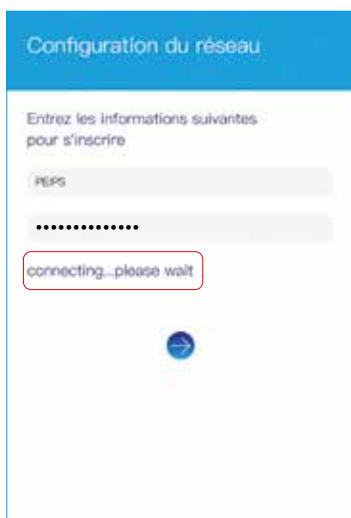 Configuration du réseau
Entrez les informations suivantes
pour s'inscrire
PEPS
••••••••••••••
connecting...please wait